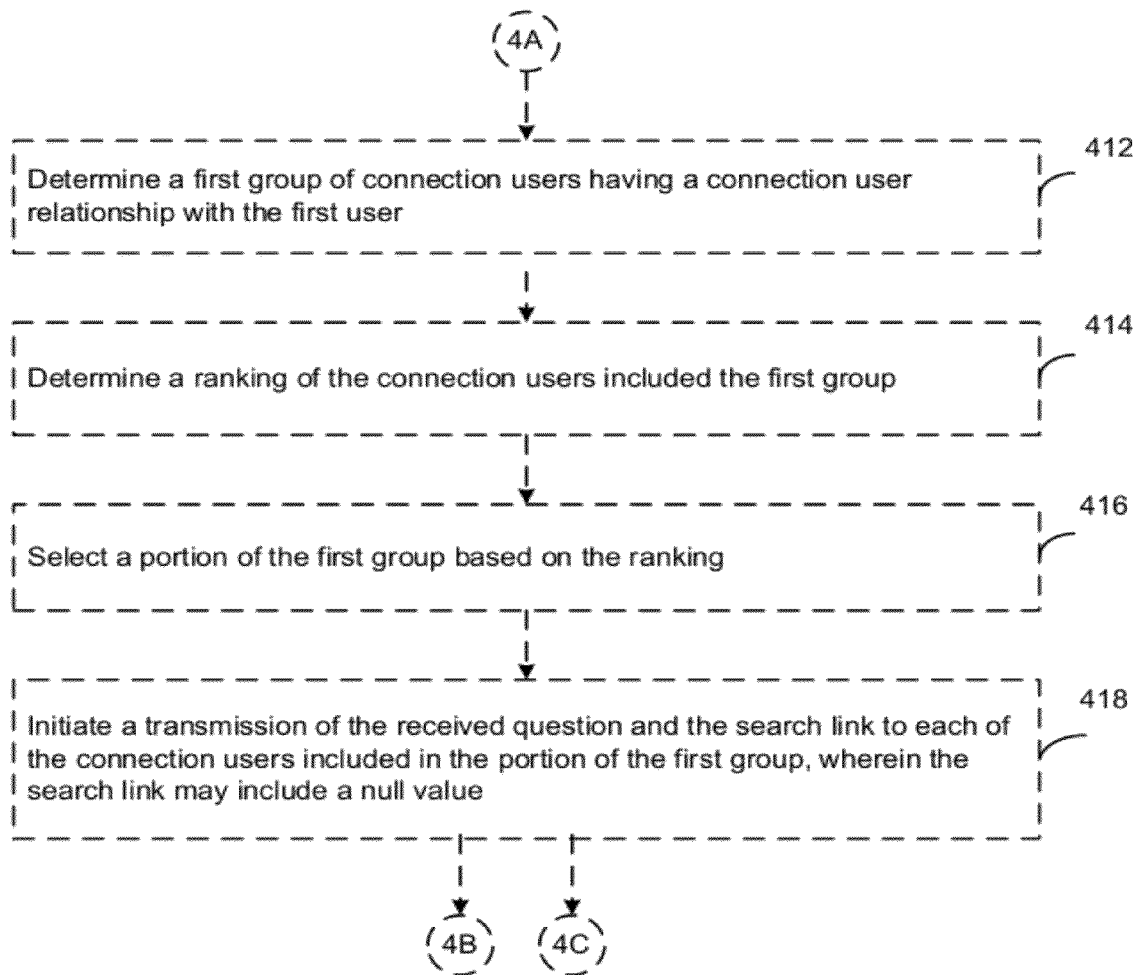 4A
412
Determine a first group of connection users having a connection user
relationship with the first user
414
Determine a ranking of the connection users included the first group
416
Select a portion of the first group based on the ranking
418
Initiate a transmission of the received question and the search link to each of
the connection users included in the portion of the first group, wherein the
search link may include a null value
4B
4C